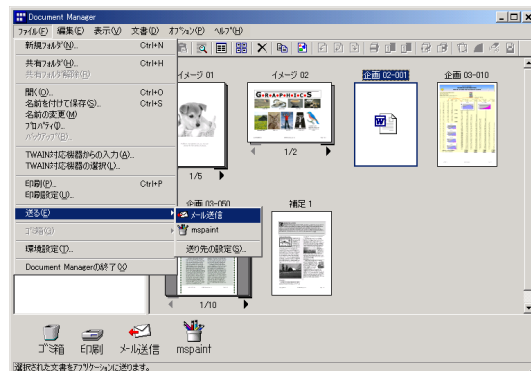 Document Manager
ﾌｧｲﾙ(F) 編集(E) 表示(V) 文書(D) ｵﾌﾟｼｮﾝ(P) ﾍﾙﾌﾟ(H)
新規ﾌｫﾙﾀﾞ(N)... Ctrl+N
共有ﾌｫﾙﾀﾞ(H)... Ctrl+H
共有ﾌｫﾙﾀﾞ解除(R)
開く(O)... Ctrl+O
名前を付けて保存(S)... Ctrl+S
名前の変更(M)
ﾌﾟﾛﾊﾟﾃｨ(Q)...
ﾊﾞｯｸｱｯﾌﾟ(B)...
TWAIN対応機器からの入力(A)...
TWAIN対応機器の選択(L)...
印刷(P)... Ctrl+P
印刷設定(U)...
送る(E)
ｺﾞﾐ箱(G)
環境設定(T)...
Document Managerの終了(X)
メール送信
mspaint
送り先の設定(S)...
イメージ 01
イメージ 02
企画 02-001
企画 03-010
G•R•A•P•H•I•C•S
1/5
1/2
企画 03-050
補足 1
1/10
ゴミ箱 印刷 メール送信 mspaint
選択された文書をｱﾌﾟﾘｹｰｼｮﾝに送ります。